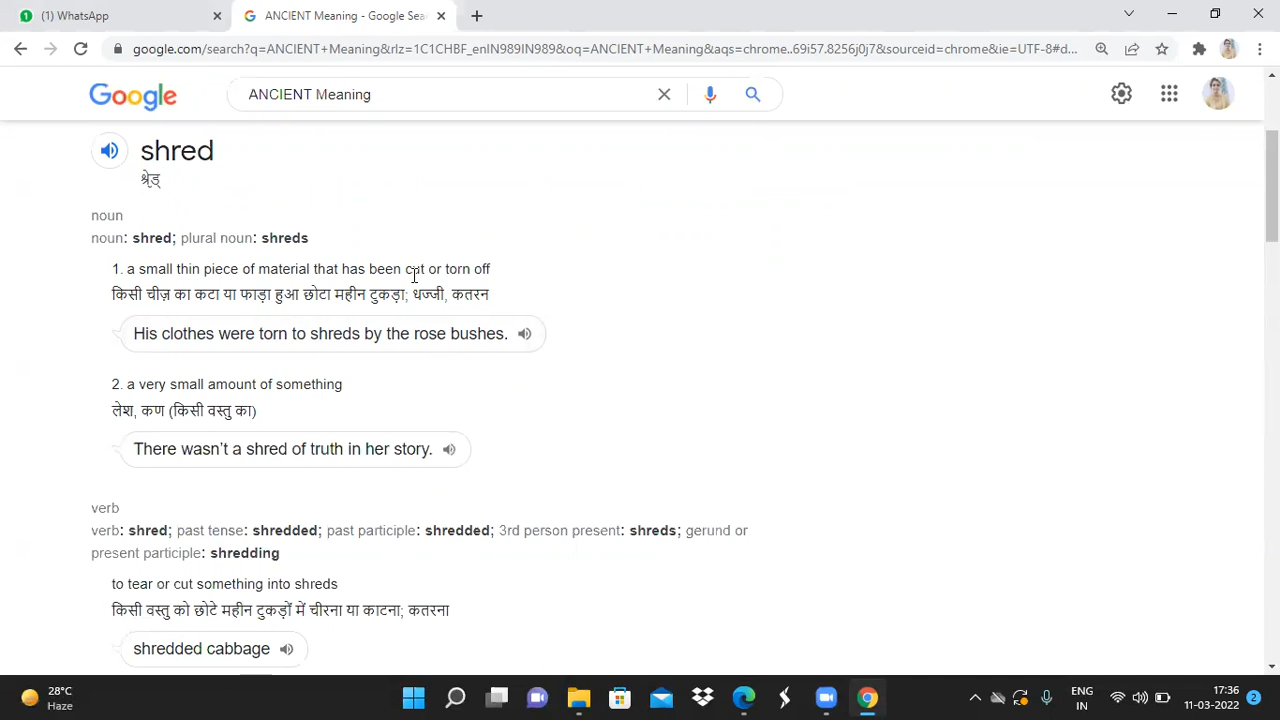 (1) WhatsApp
ANCIENT Meaning - Google Sea
google.com/search?q=ANCIENT+Meaning&rlz=1C1CHBF_enIN989IN989&oq=ANCIENT+Meaning&aqs=chrome..69i57.8256j0j7&sourceid=chrome&ie=UTF-8#d...
Google
ANCIENT Meaning
shred
श्रेड्
noun
noun: shred; plural noun: shreds
1. a small thin piece of material that has been cut or torn off
किसी चीज़ का कटा या फाड़ा हुआ छोटा महीन टुकड़ा; धज्जी, कतरन
His clothes were torn to shreds by the rose bushes.
2. a very small amount of something
लेश, कण (किसी वस्तु का)
There wasn't a shred of truth in her story.
verb
verb: shred; past tense: shredded; past participle: shredded; 3rd person present: shreds; gerund or
present participle: shredding
to tear or cut something into shreds
किसी वस्तु को छोटे महीन टुकड़ों में चीरना या काटना; कतरना
shredded cabbage
28°C
Haze
ENG
IN
17:36
11-03-2022
2